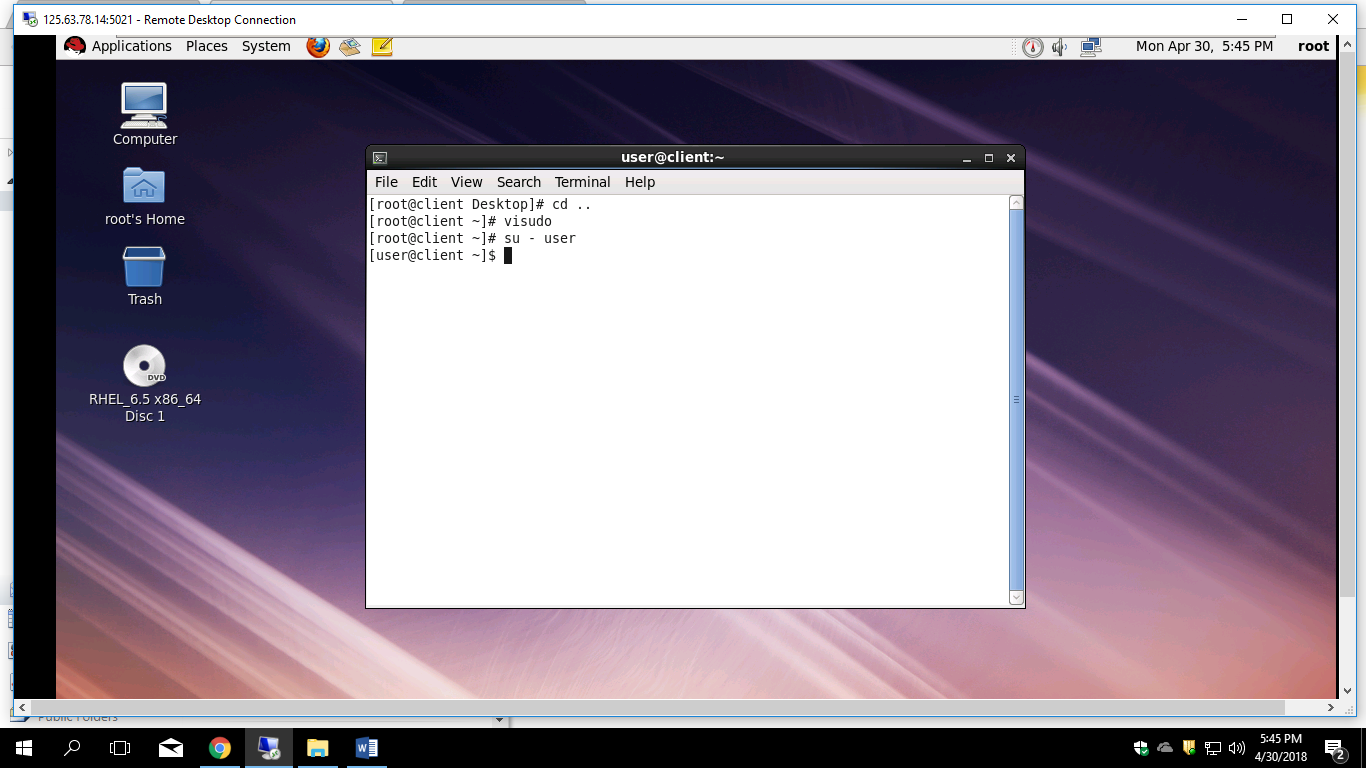 125.63.78.14:5021 - Remote Desktop Connection
Applications Places System
Mon Apr 30, 5:45 PM root
Computer
root's Home
Trash
DVD
RHEL_6.5 x86_64
Disc 1
user@client:~
File Edit View Search Terminal Help
[root@client Desktop]# cd ..
[root@client ~]# visudo
[root@client ~]# su - user
[user@client ~]$
Public Folders
5:45 PM
4/30/2018
2